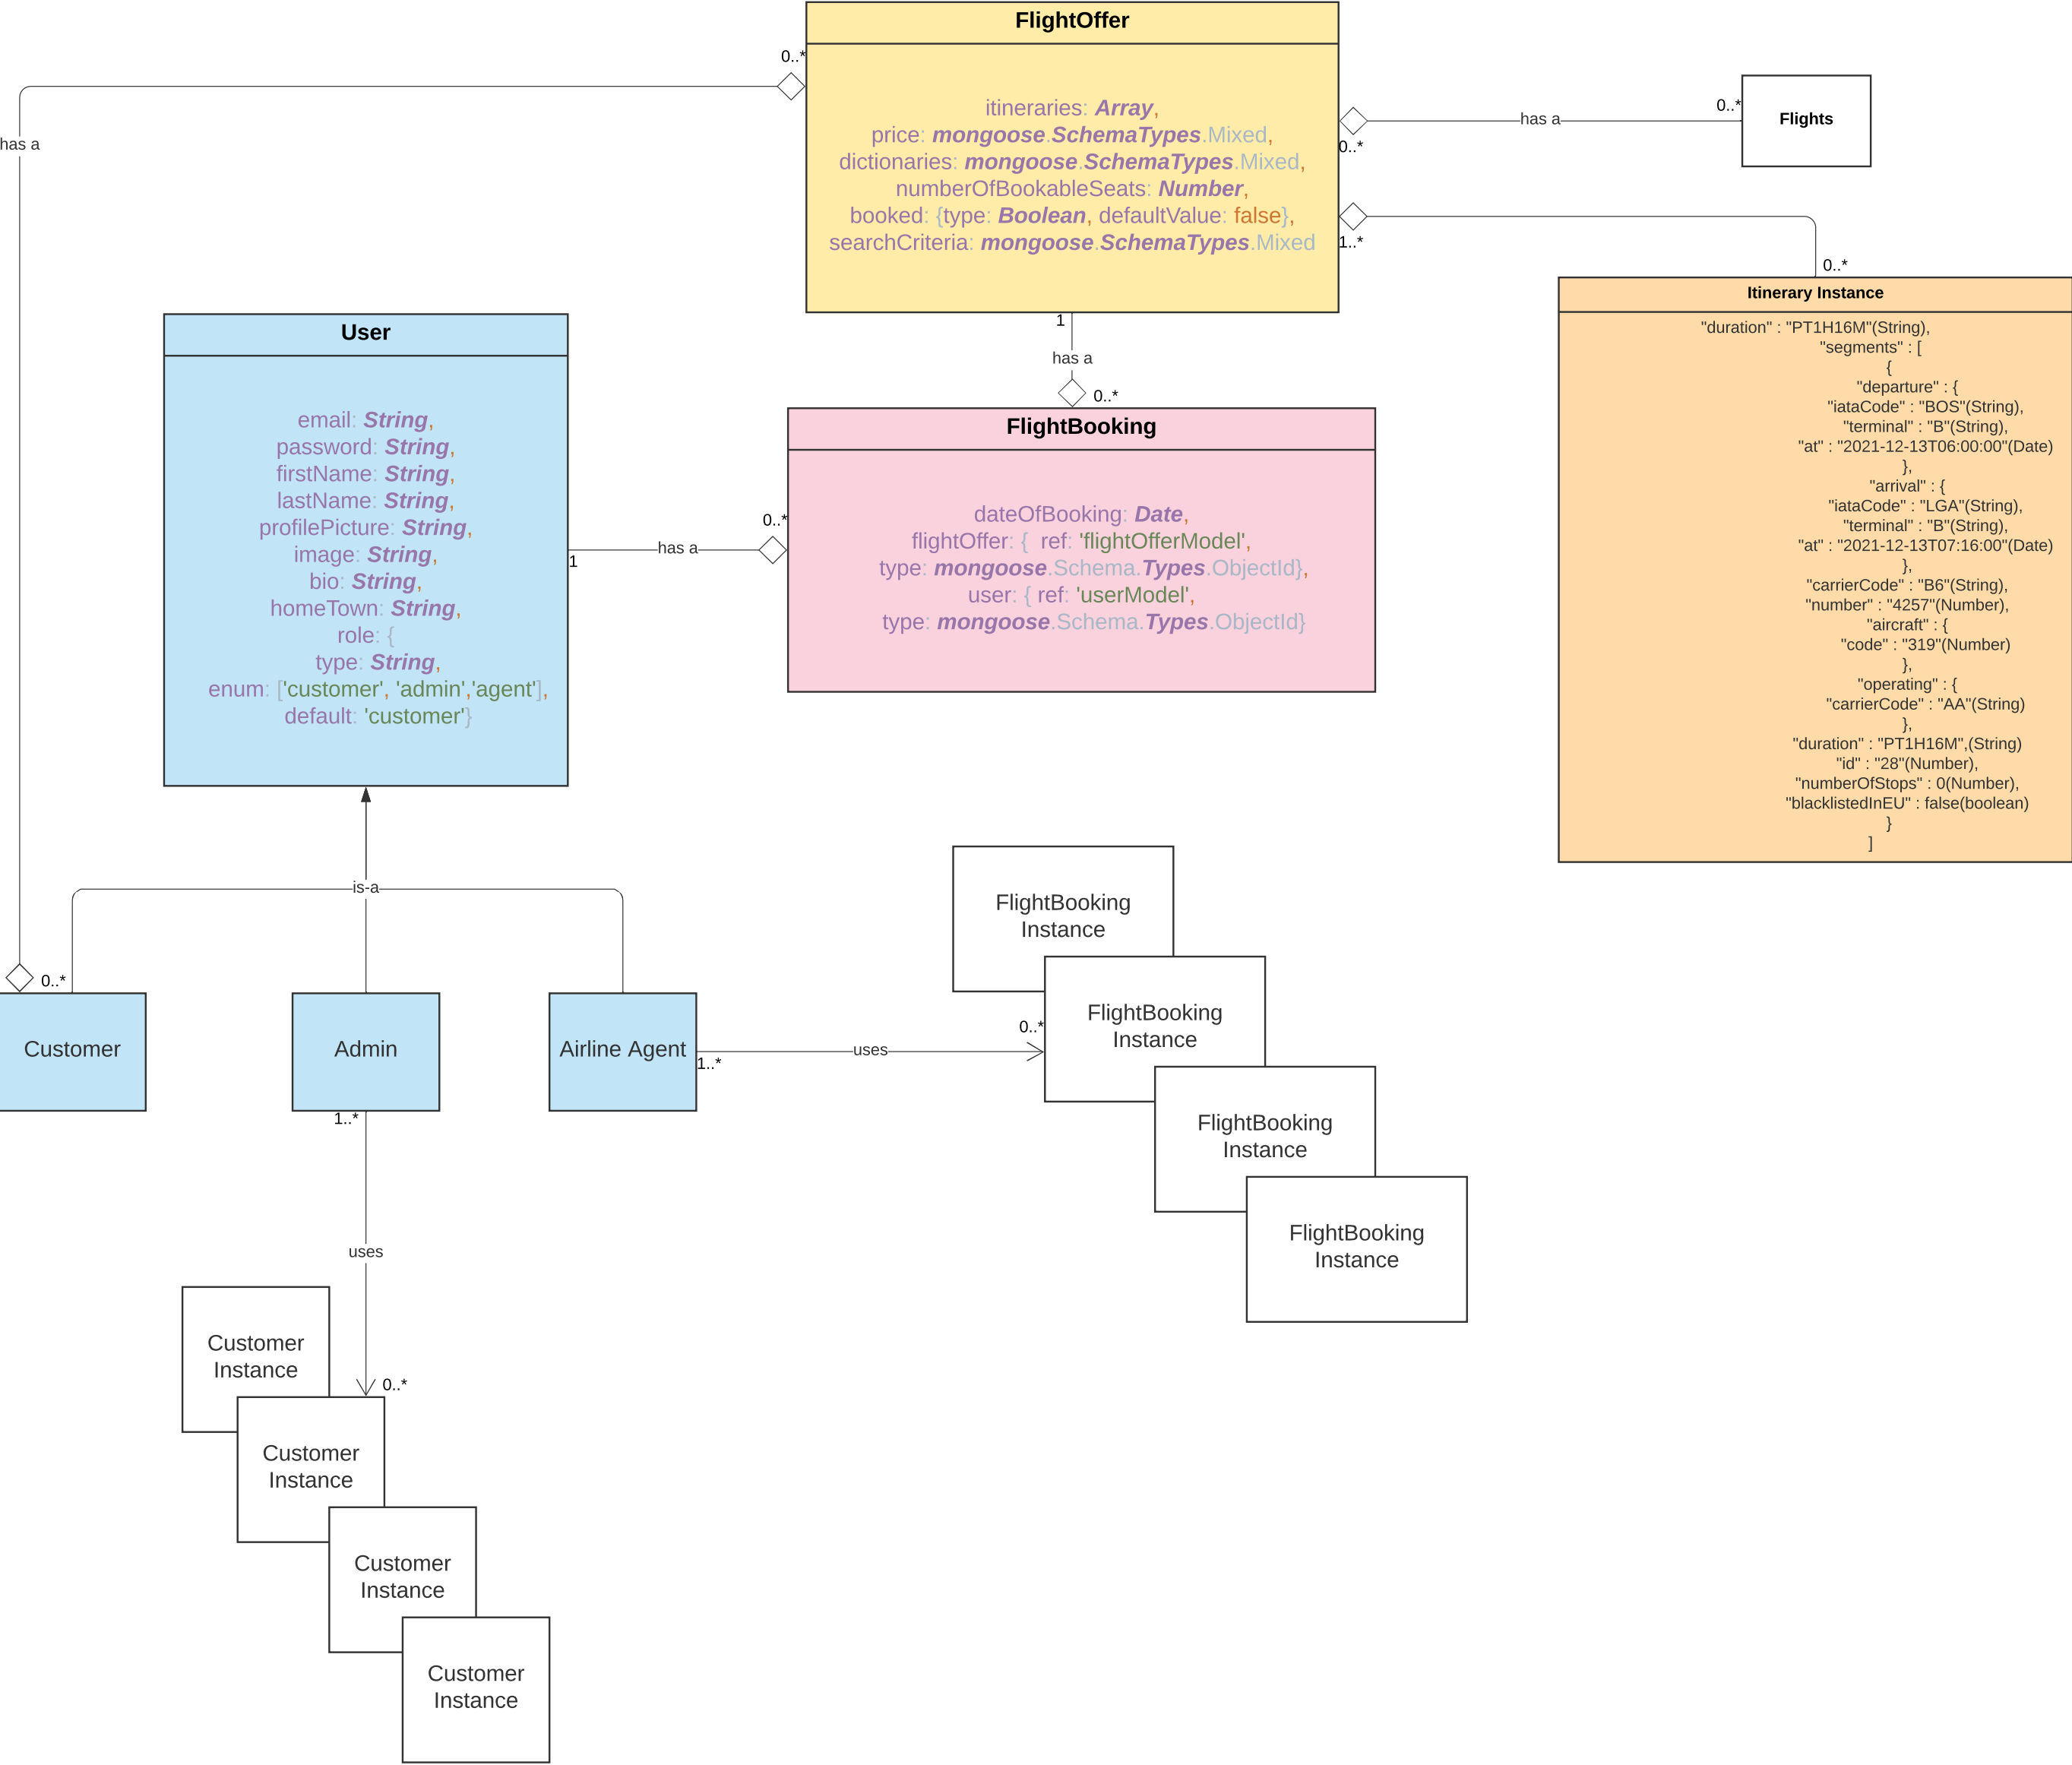 FlightOffer
0..*
itineraries: Array,
price: mongoose.SchemaTypes.Mixed,
dictionaries: mongoose.SchemaTypes.Mixed,
numberOfBookableSeats: Number,
booked: {type: Boolean, defaultValue: false},
searchCriteria: mongoose.SchemaTypes.Mixed
has a
0..*
has a
0..*
Flights
1..*
0..*
Itinerary Instance
"duration" : "PT1H16M"(String),
"segments" : [
{
"departure" : {
"iataCode" : "BOS"(String),
"terminal" : "B"(String),
"at" : "2021-12-13T06:00:00"(Date)
},
"arrival" : {
"iataCode" : "LGA"(String),
"terminal" : "B"(String),
"at" : "2021-12-13T07:16:00"(Date)
},
"carrierCode" : "B6"(String),
"number" : "4257"(Number),
"aircraft" : {
"code" : "319"(Number)
},
"operating" : {
"carrierCode" : "AA"(String)
},
"duration" : "PT1H16M",(String)
"id" : "28"(Number),
"numberOfStops" : 0(Number),
"blacklistedInEU" : false(boolean)
}
]
1
has a
0..*
User
email: String,
password: String,
firstName: String,
lastName: String,
profilePicture: String,
image: String,
bio: String,
homeTown: String,
role: {
type: String,
enum: ['customer', 'admin','agent'],
default: 'customer'}
1
has a
0..*
FlightBooking
dateOfBooking: Date,
flightOffer: {  ref: 'flightOfferModel',
type: mongoose.Schema.Types.ObjectId},
user: { ref: 'userModel',
type: mongoose.Schema.Types.ObjectId}
is-a
0..*
Customer
Admin
Airline Agent
1..*
uses
0..*
FlightBooking
Instance
FlightBooking
Instance
FlightBooking
Instance
FlightBooking
Instance
1..*
uses
0..*
Customer
Instance
Customer
Instance
Customer
Instance
Customer
Instance